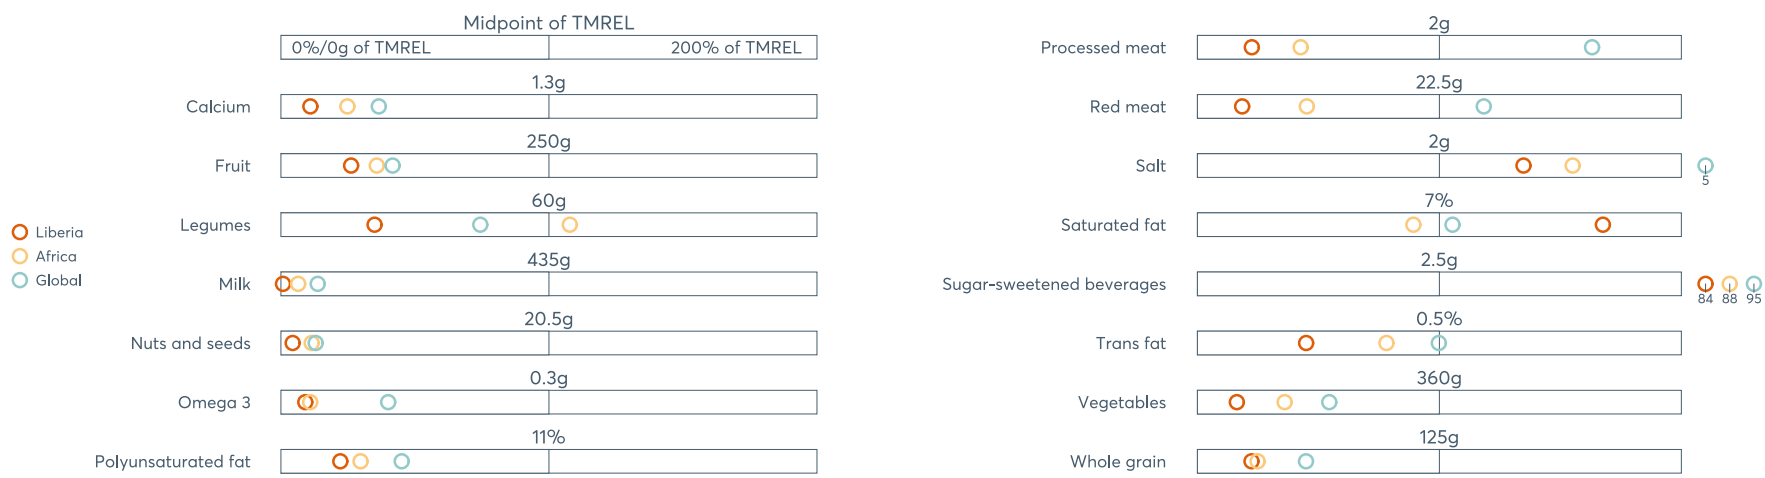 Midpoint of TMREL
0%/0g of TMREL
200% of TMREL
1.3g
Calcium
250g
Fruit
60g
Legumes
435g
Milk
20.5g
Nuts and seeds
0.3g
Omega 3
11%
Polyunsaturated fat
Liberia
Africa
Global
2g
Processed meat
22.5g
Red meat
2g
Salt
5
7%
Saturated fat
2.5g
Sugar-sweetened beverages
84 88 95
0.5%
Trans fat
360g
Vegetables
125g
Whole grain